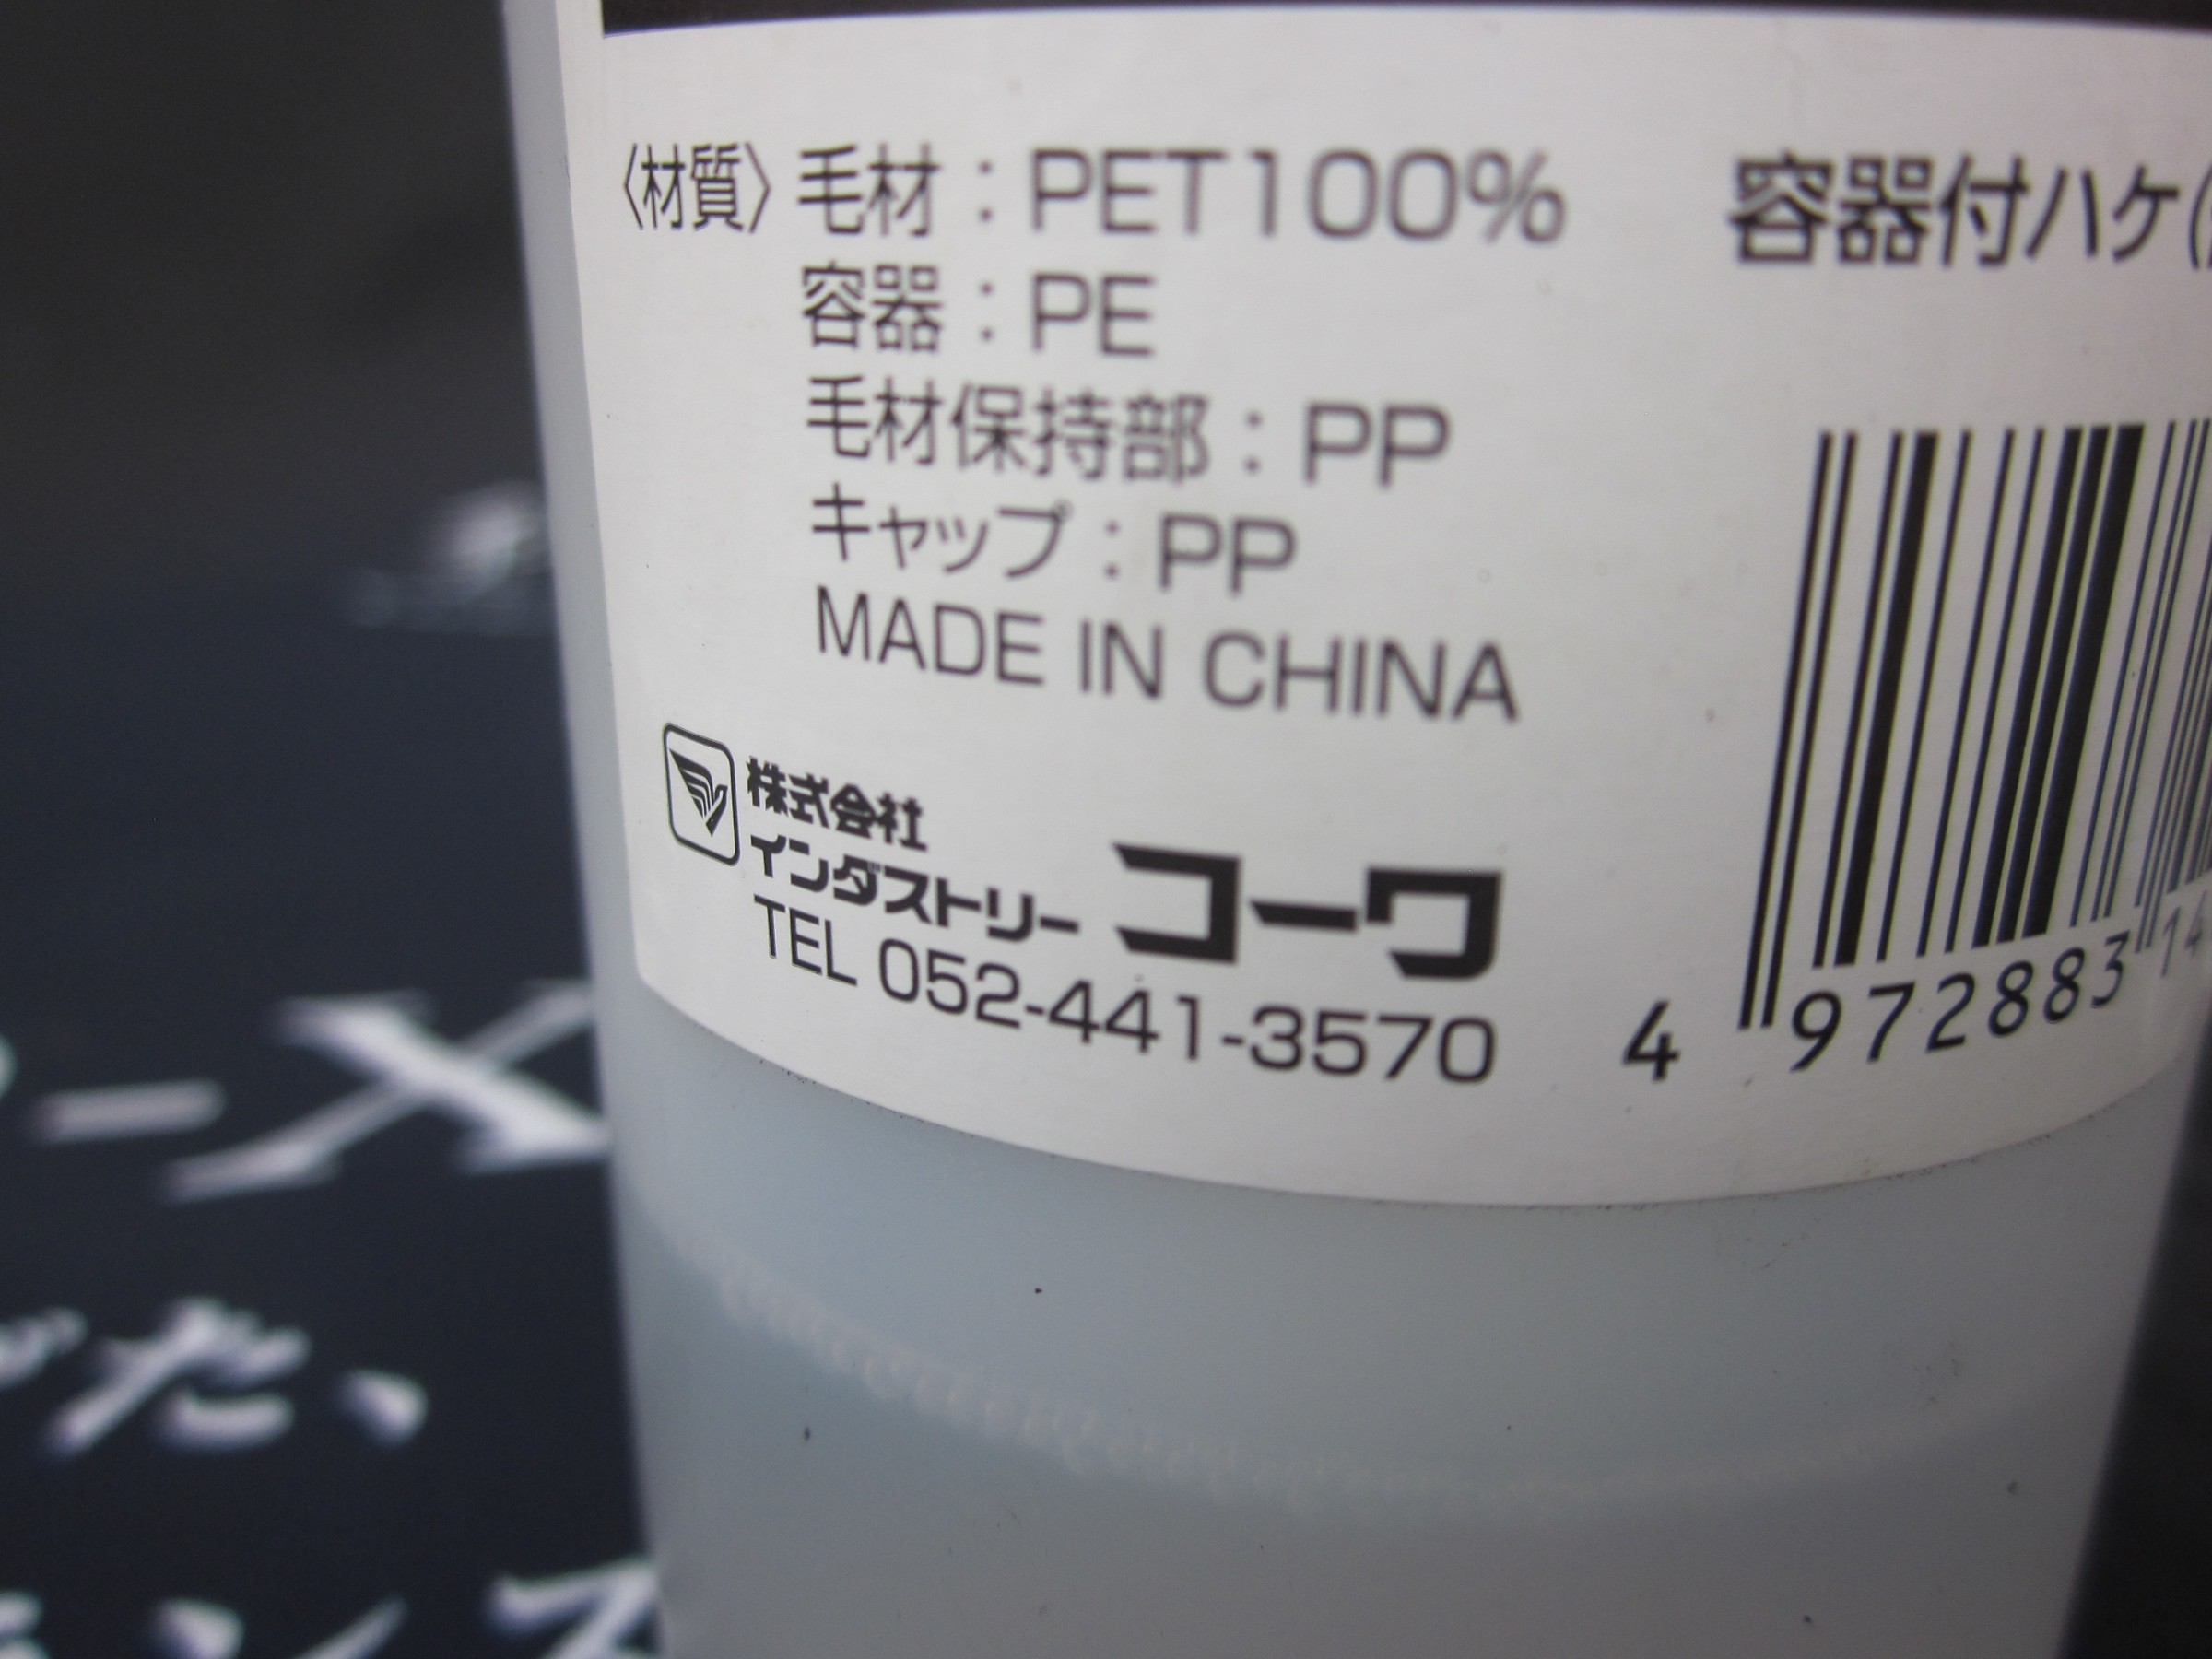 〈材質〉毛材：PET100%
容器：PE
毛材保持部：PP
キャップ：PP
MADE IN CHINA
株式会社
インダストリーコーワ
TEL 052-441-3570
容器付ハケ(
4 972883 14